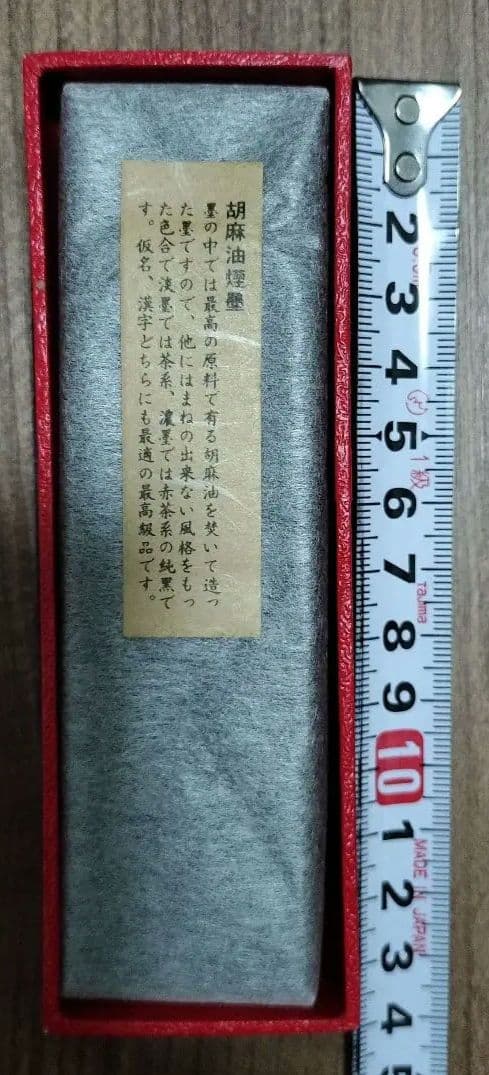 胡麻油煙墨
墨の中では最高の原料で有る胡麻油を焚いて造っ
た墨ですので、他にはまねの出来ない風格をもっ
た色合で淡墨では茶系、濃墨では赤茶系の純黒で
す。仮名、漢字どちらにも最適の最高級品です。
2
3
4
5
1級
6
7
Tajima
8
9
10
1
MADE IN JAPAN
2
3
4
5